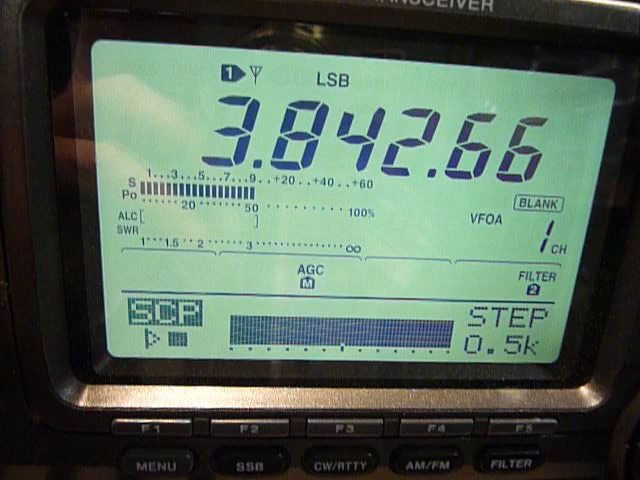 TRANSCEIVER
1 LSB
3.842.66
S 1...3...5...7...9..+20..+40..+60
Po 20 50 100%
BLANK
ALC
VFOA
1 CH
SWR 1 1.5 2 3 ∞
AGC
M
FILTER
2
SCP
STEP
0.5k
F1 F2 F3 F4 F5
MENU SSB CW/RTTY AM/FM FILTER